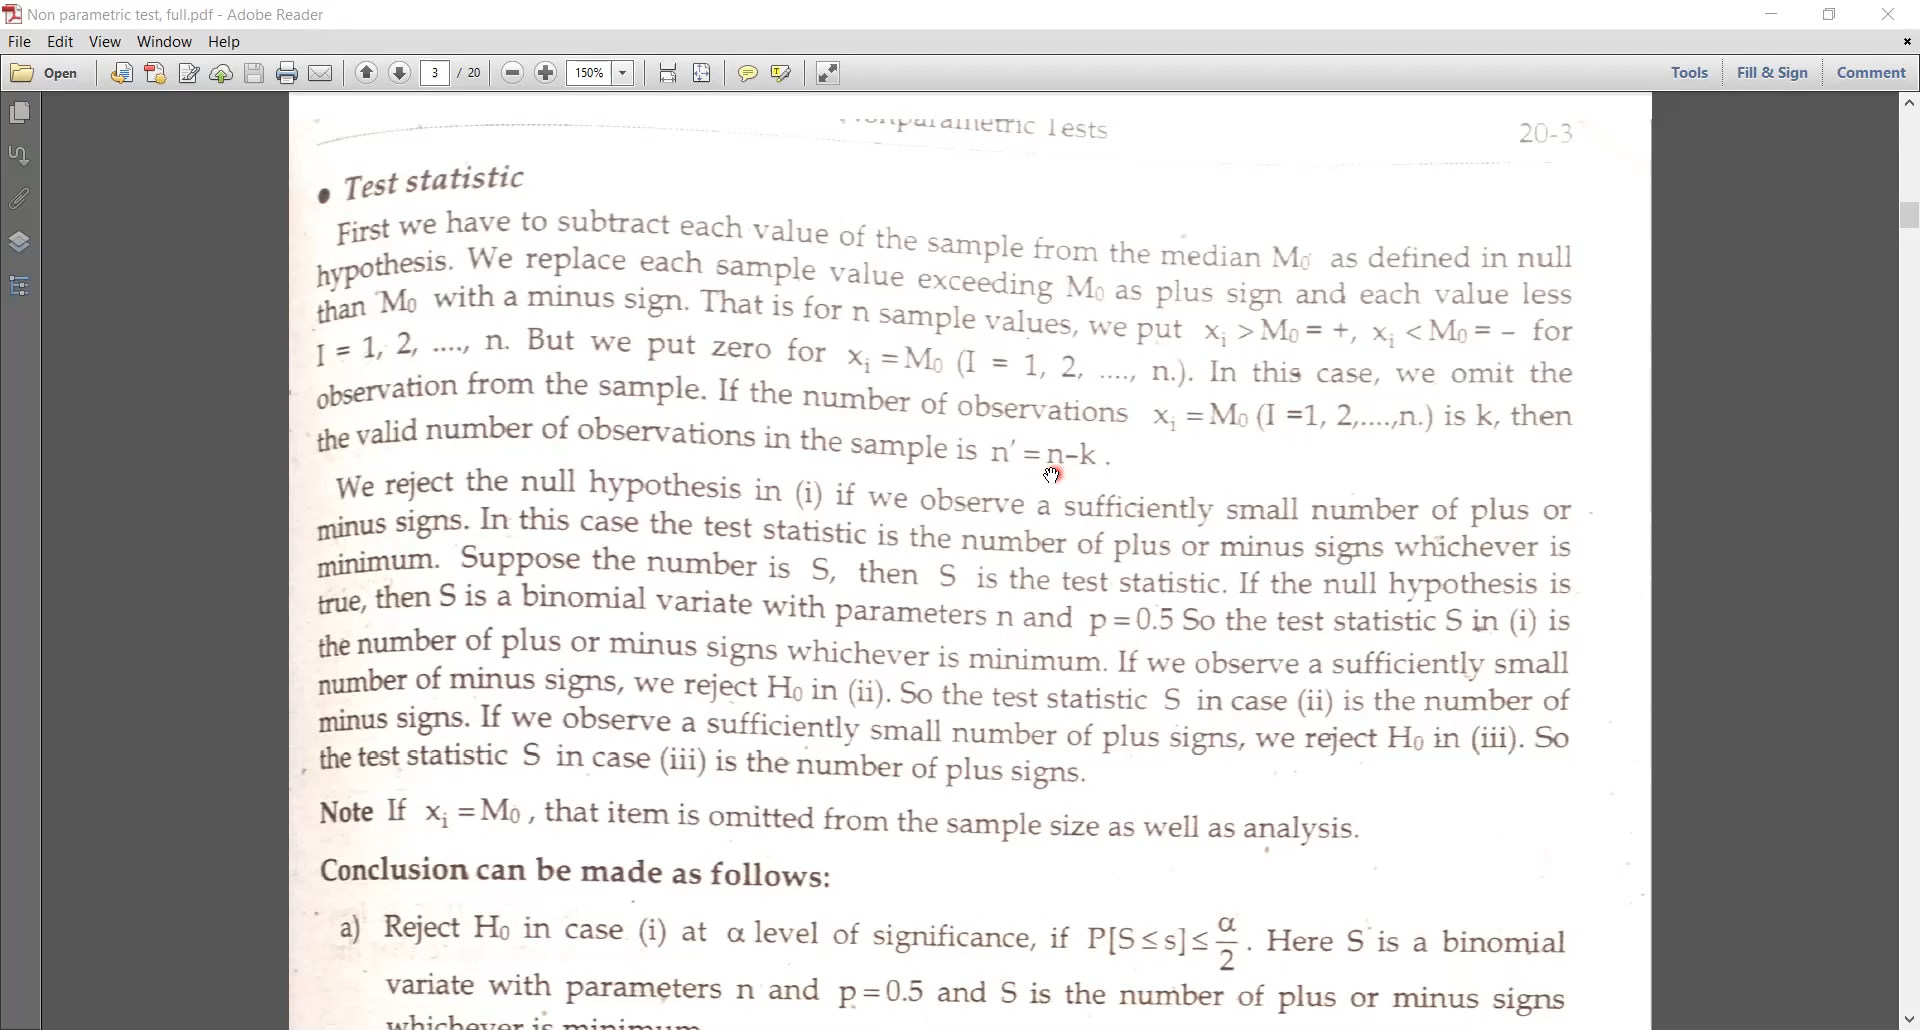 Non parametric test, full.pdf - Adobe Reader
File Edit View Window Help
Open 3 / 20 150% Tools Fill & Sign Comment
Tests
20-3
• Test statistic
First we have to subtract each value of the sample from the median M₀ as defined in null
hypothesis. We replace each sample value exceeding M₀ as plus sign and each value less
than M₀ with a minus sign. That is for n sample values, we put xᵢ > M₀ = +, xᵢ < M₀ = - for
I = 1, 2, ...., n. But we put zero for xᵢ = M₀ (I = 1, 2, ...., n.). In this case, we omit the
observation from the sample. If the number of observations xᵢ = M₀ (I =1, 2,....,n.) is k, then
the valid number of observations in the sample is n′ = n-k .
We reject the null hypothesis in (i) if we observe a sufficiently small number of plus or
minus signs. In this case the test statistic is the number of plus or minus signs whichever is
minimum. Suppose the number is S, then S is the test statistic. If the null hypothesis is
true, then S is a binomial variate with parameters n and p = 0.5 So the test statistic S in (i) is
the number of plus or minus signs whichever is minimum. If we observe a sufficiently small
number of minus signs, we reject H₀ in (ii). So the test statistic S in case (ii) is the number of
minus signs. If we observe a sufficiently small number of plus signs, we reject H₀ in (iii). So
the test statistic S in case (iii) is the number of plus signs.
Note If xᵢ = M₀ , that item is omitted from the sample size as well as analysis.
Conclusion can be made as follows:
a) Reject H₀ in case (i) at α level of significance, if P[S ≤ s] ≤ α/2 . Here S is a binomial
variate with parameters n and p = 0.5 and S is the number of plus or minus signs
whichever is minimum